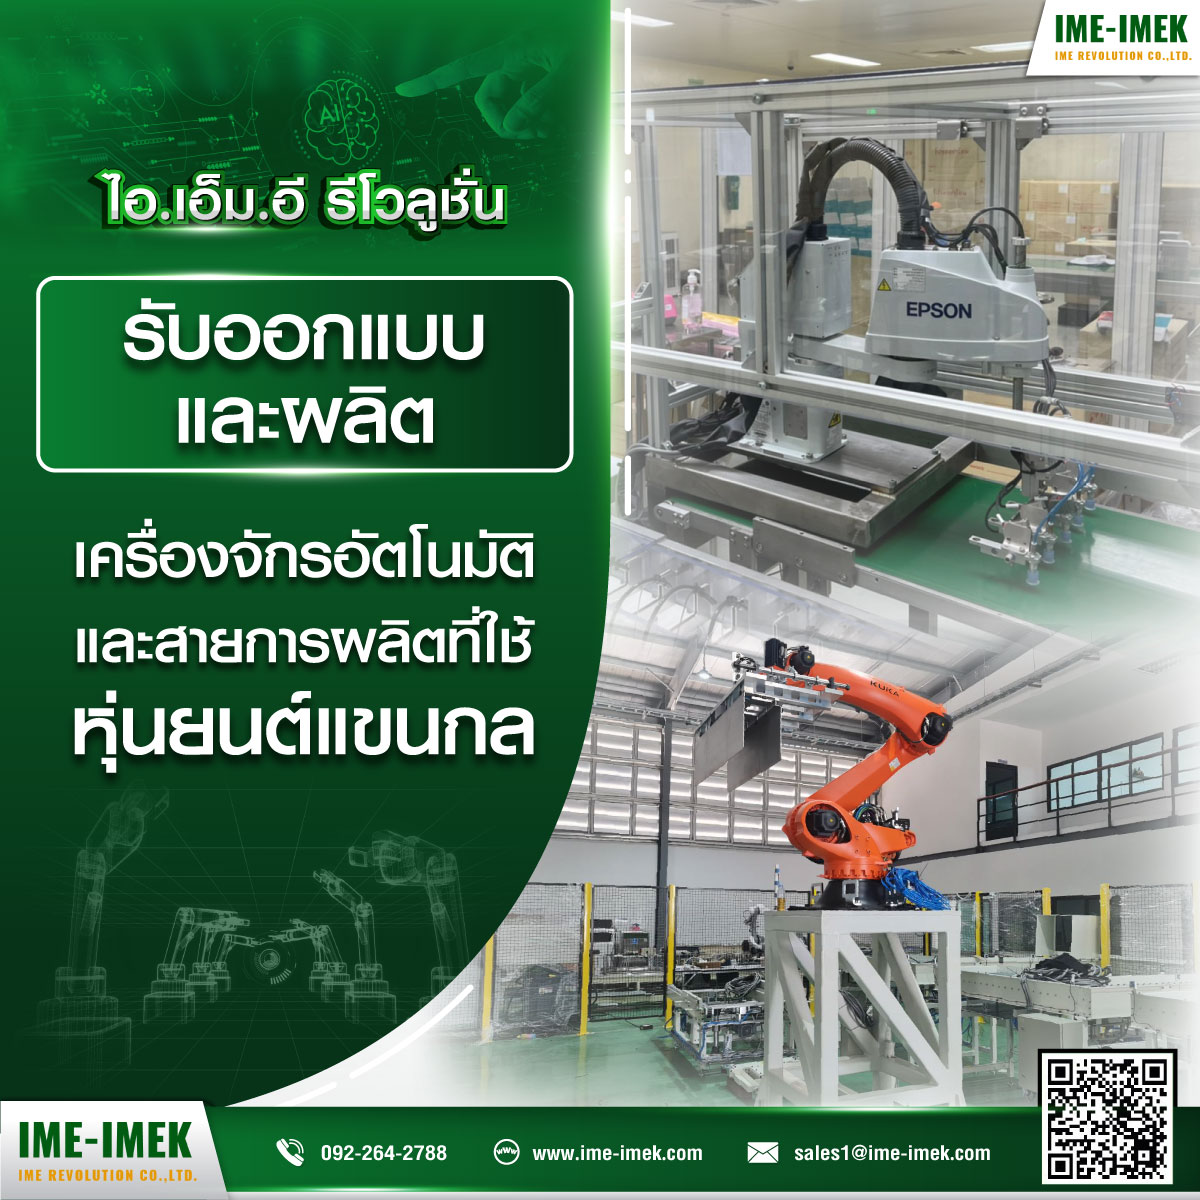 IME-IMEK
IME REVOLUTION CO.,LTD.
AI
ไอ.เอ็ม.อี รีโวลูชั่น
รับออกแบบ
และผลิต
เครื่องจักรอัตโนมัติ
และสายการผลิตที่ใช้
หุ่นยนต์แขนกล
EPSON
KUKA
IME-IMEK
IME REVOLUTION CO.,LTD.
092-264-2788
www
www.ime-imek.com
sales1@ime-imek.com